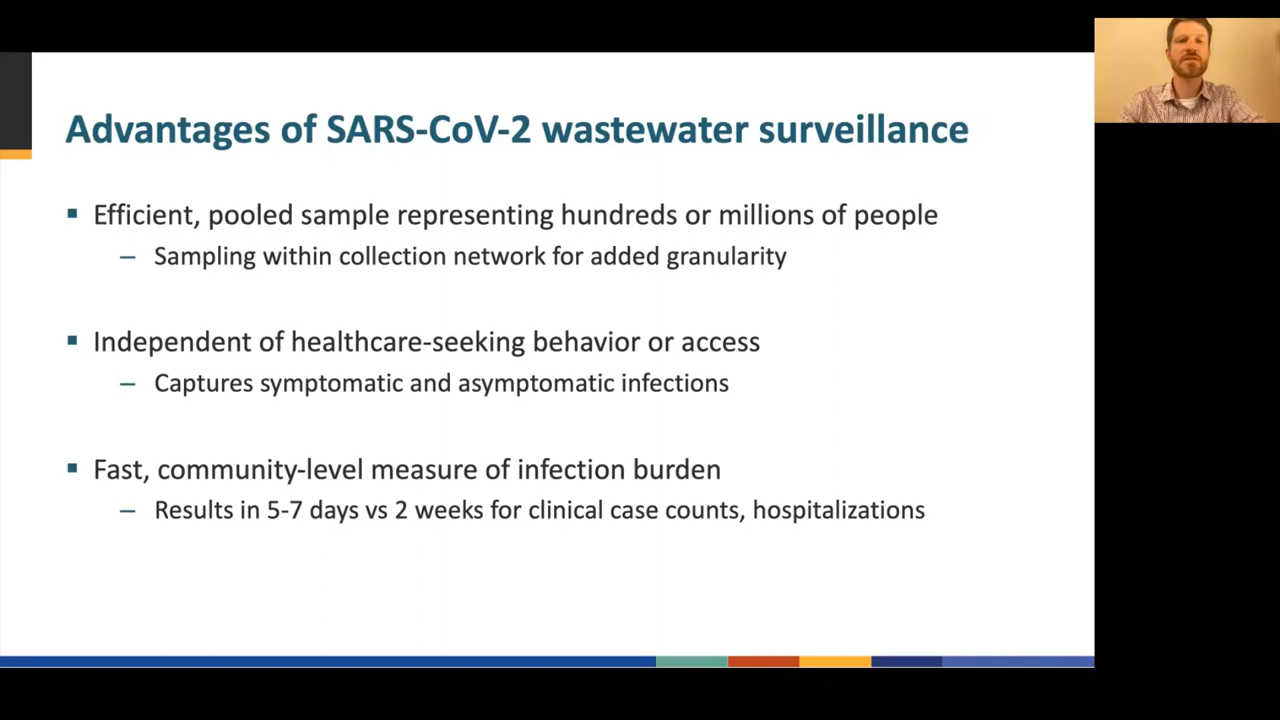 Advantages of SARS-CoV-2 wastewater surveillance
▪ Efficient, pooled sample representing hundreds or millions of people
– Sampling within collection network for added granularity
▪ Independent of healthcare-seeking behavior or access
– Captures symptomatic and asymptomatic infections
▪ Fast, community-level measure of infection burden
– Results in 5-7 days vs 2 weeks for clinical case counts, hospitalizations